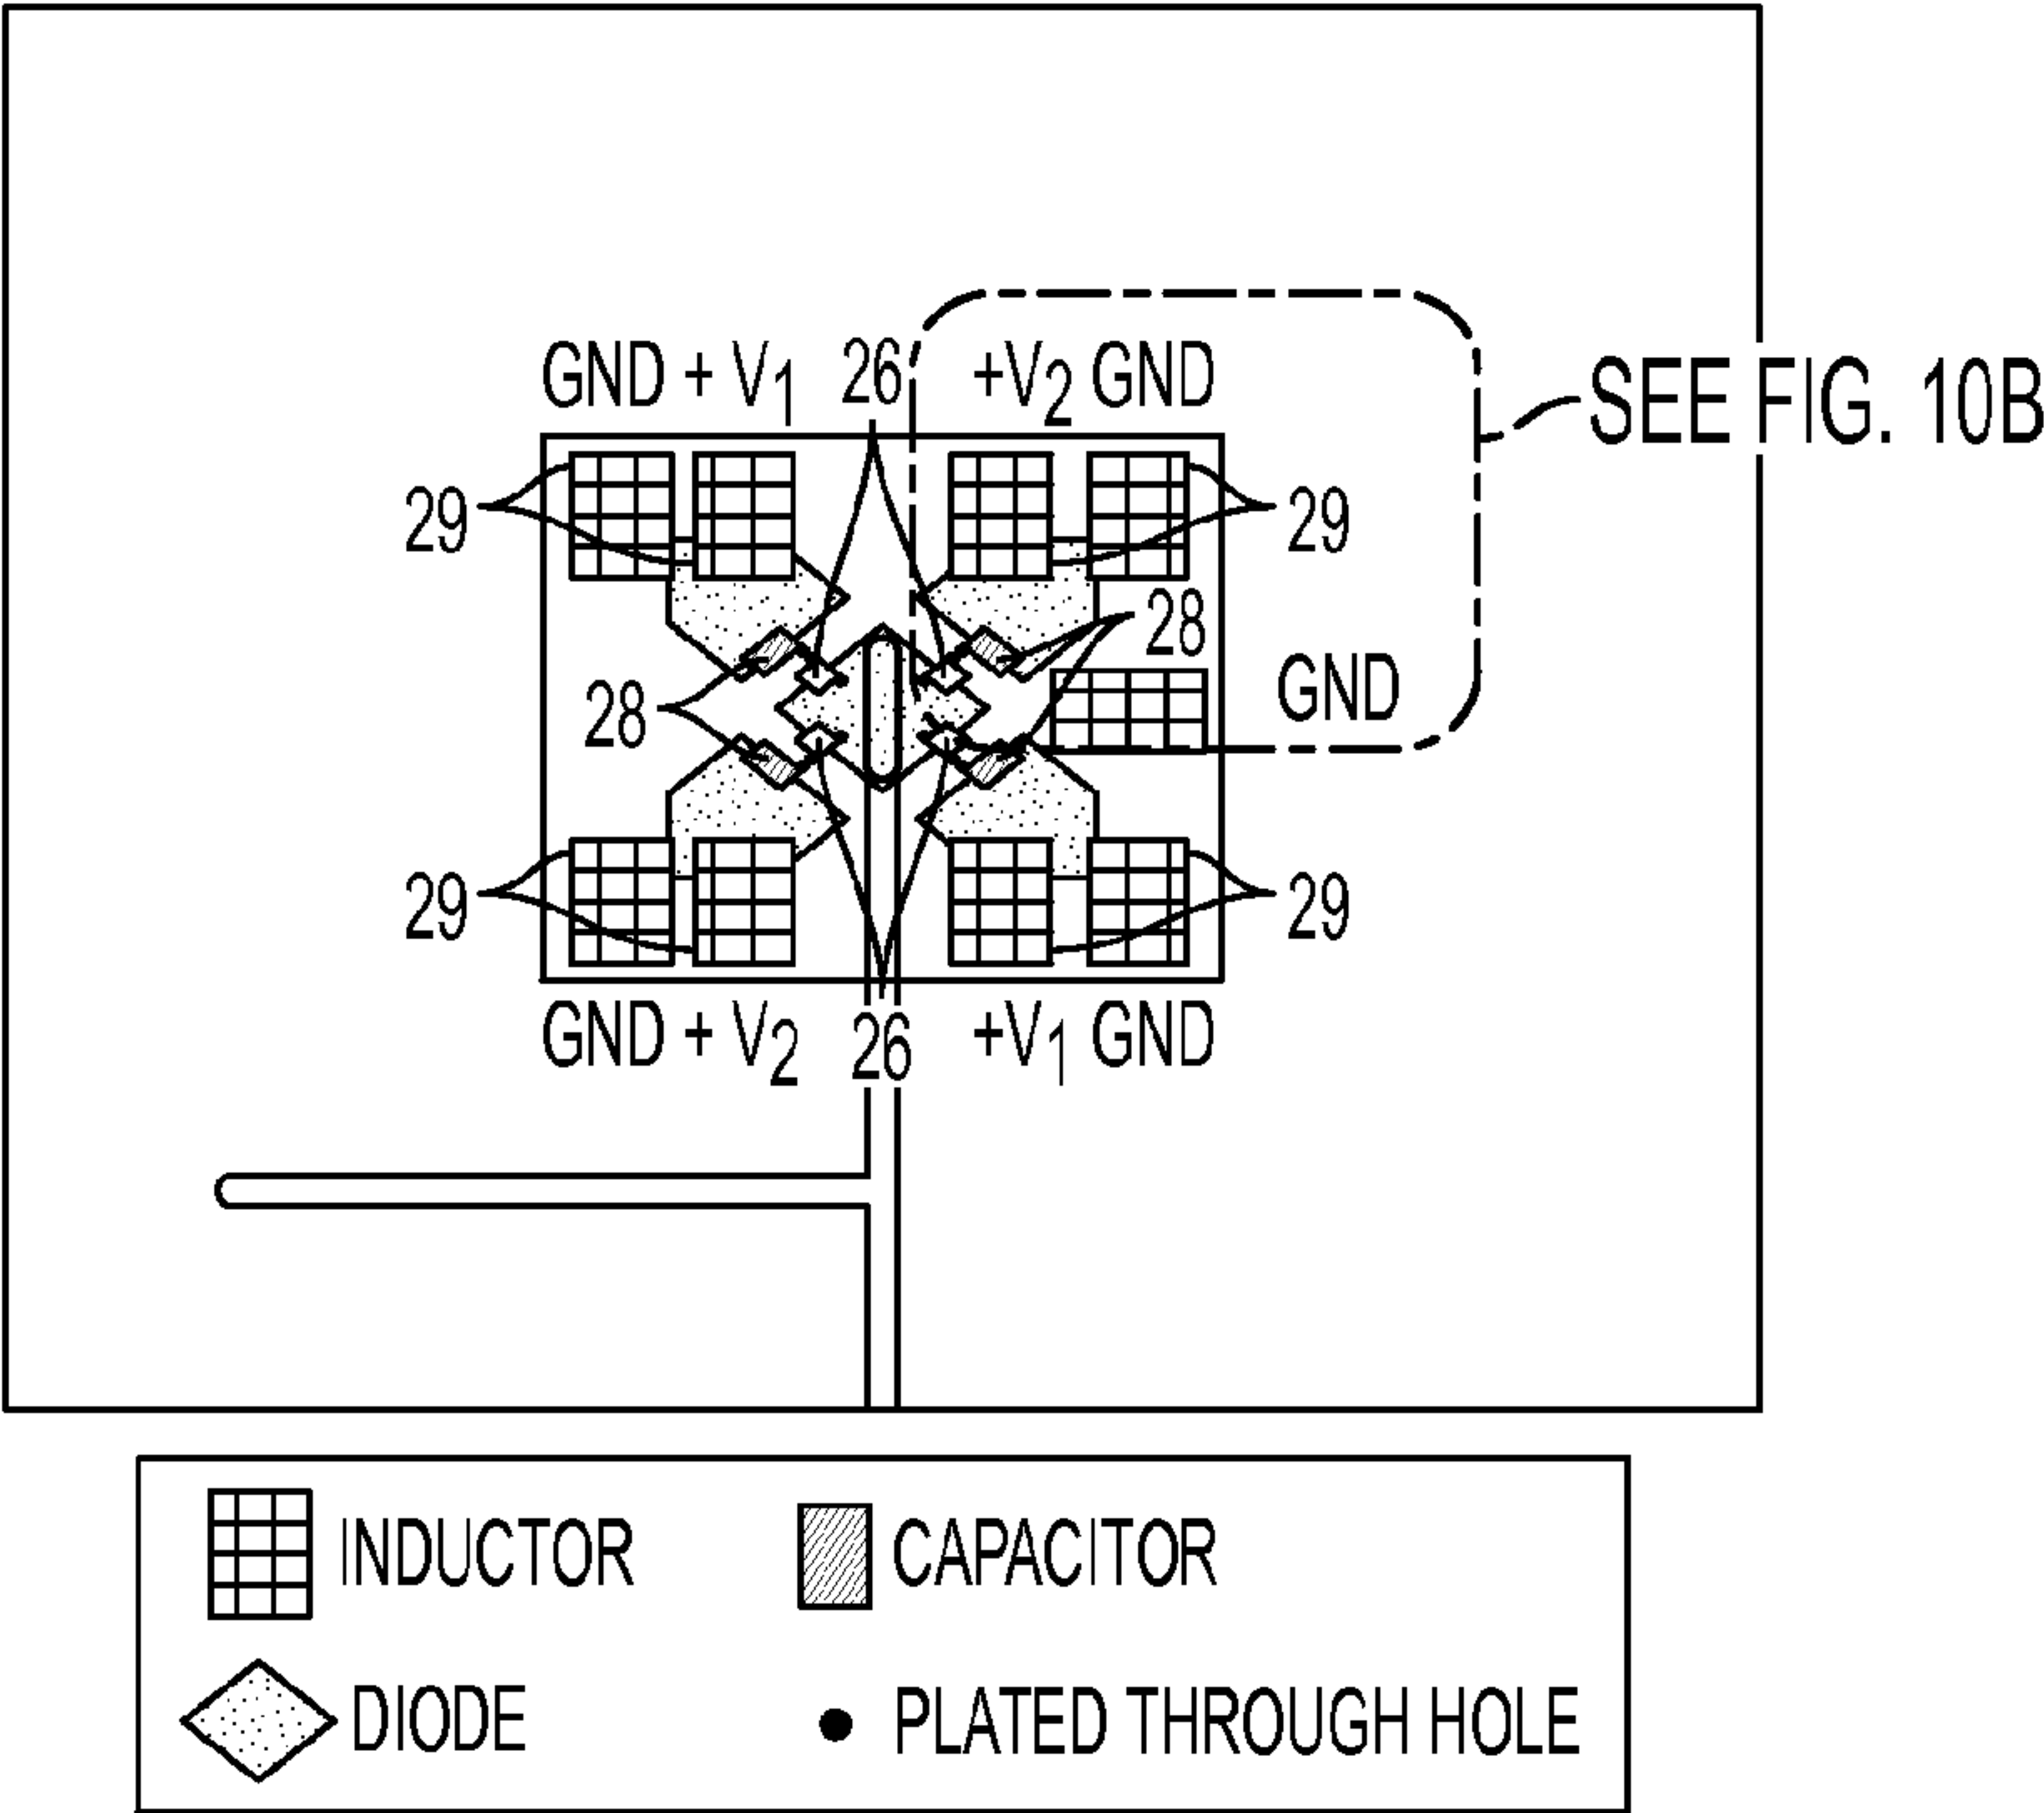 GND + V1 26 +V2 GND
SEE FIG. 10B
29 29
28
28 GND
29 29
GND + V2 26 +V1 GND
INDUCTOR CAPACITOR
DIODE PLATED THROUGH HOLE